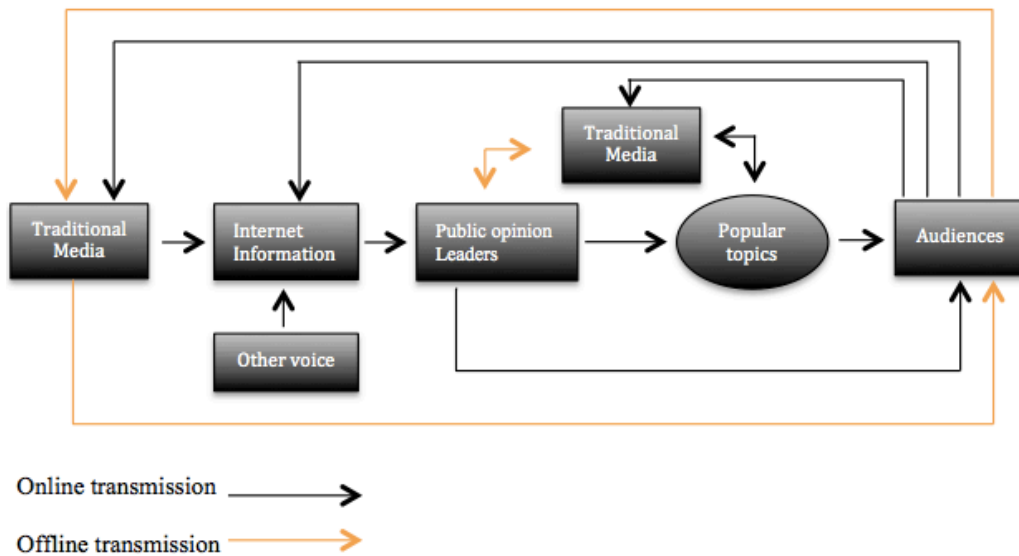 Traditional
Media
Traditional
Media
Internet
Information
Public opinion
Leaders
Popular
topics
Audiences
Other voice
Online transmission
Offline transmission